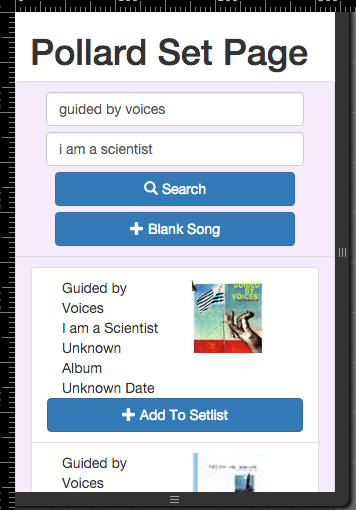 Pollard Set Page
guided by voices
i am a scientist
Search
Blank Song
Guided by
Voices
I am a Scientist
Unknown
Album
Unknown Date
GUIDED
BY
VOICES
Add To Setlist
Guided by
Voices